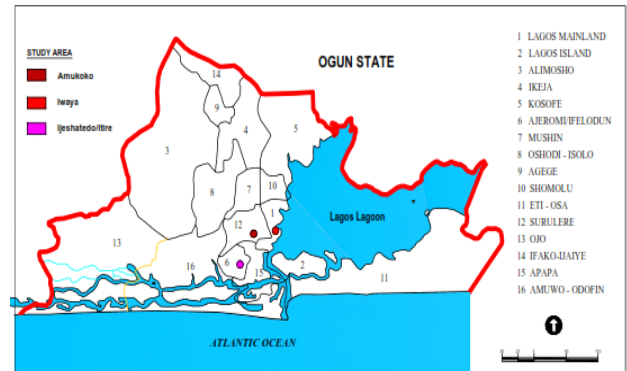 STUDY AREA
Amukoko
Iwaya
Ijeshatedo/Itire
OGUN STATE
14
9
4
5
3
8
7
10
1
12
13
6
15
16
2
11
Lagos Lagoon
ATLANTIC OCEAN
1 LAGOS MAINLAND
2 LAGOS ISLAND
3 ALIMOSHO
4 IKEJA
5 KOSOFE
6 AJEROMI/IFELODUN
7 MUSHIN
8 OSHODI - ISOLO
9 AGEGE
10 SHOMOLU
11 ETI - OSA
12 SURULERE
13 OJO
14 IFAKO-IJAIYE
15 APAPA
16 AMUWO - ODOFIN